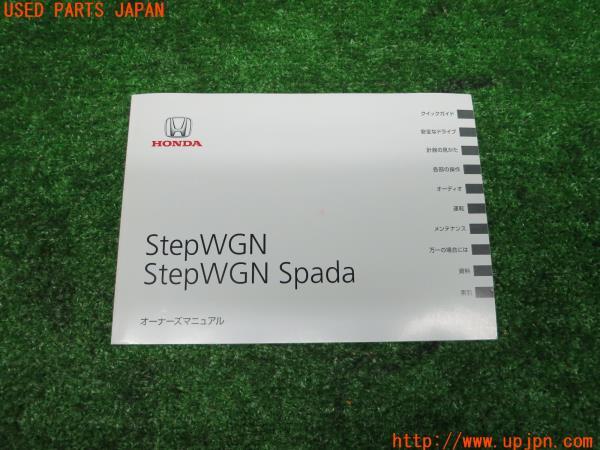 USED PARTS JAPAN
HONDA
クイックガイド
安全なドライブ
計器の見かた
各部の操作
オーディオ
運転
メンテナンス
万一の場合には
資料
索引
StepWGN
StepWGN Spada
オーナーズマニュアル
http://www.upjpn.com/